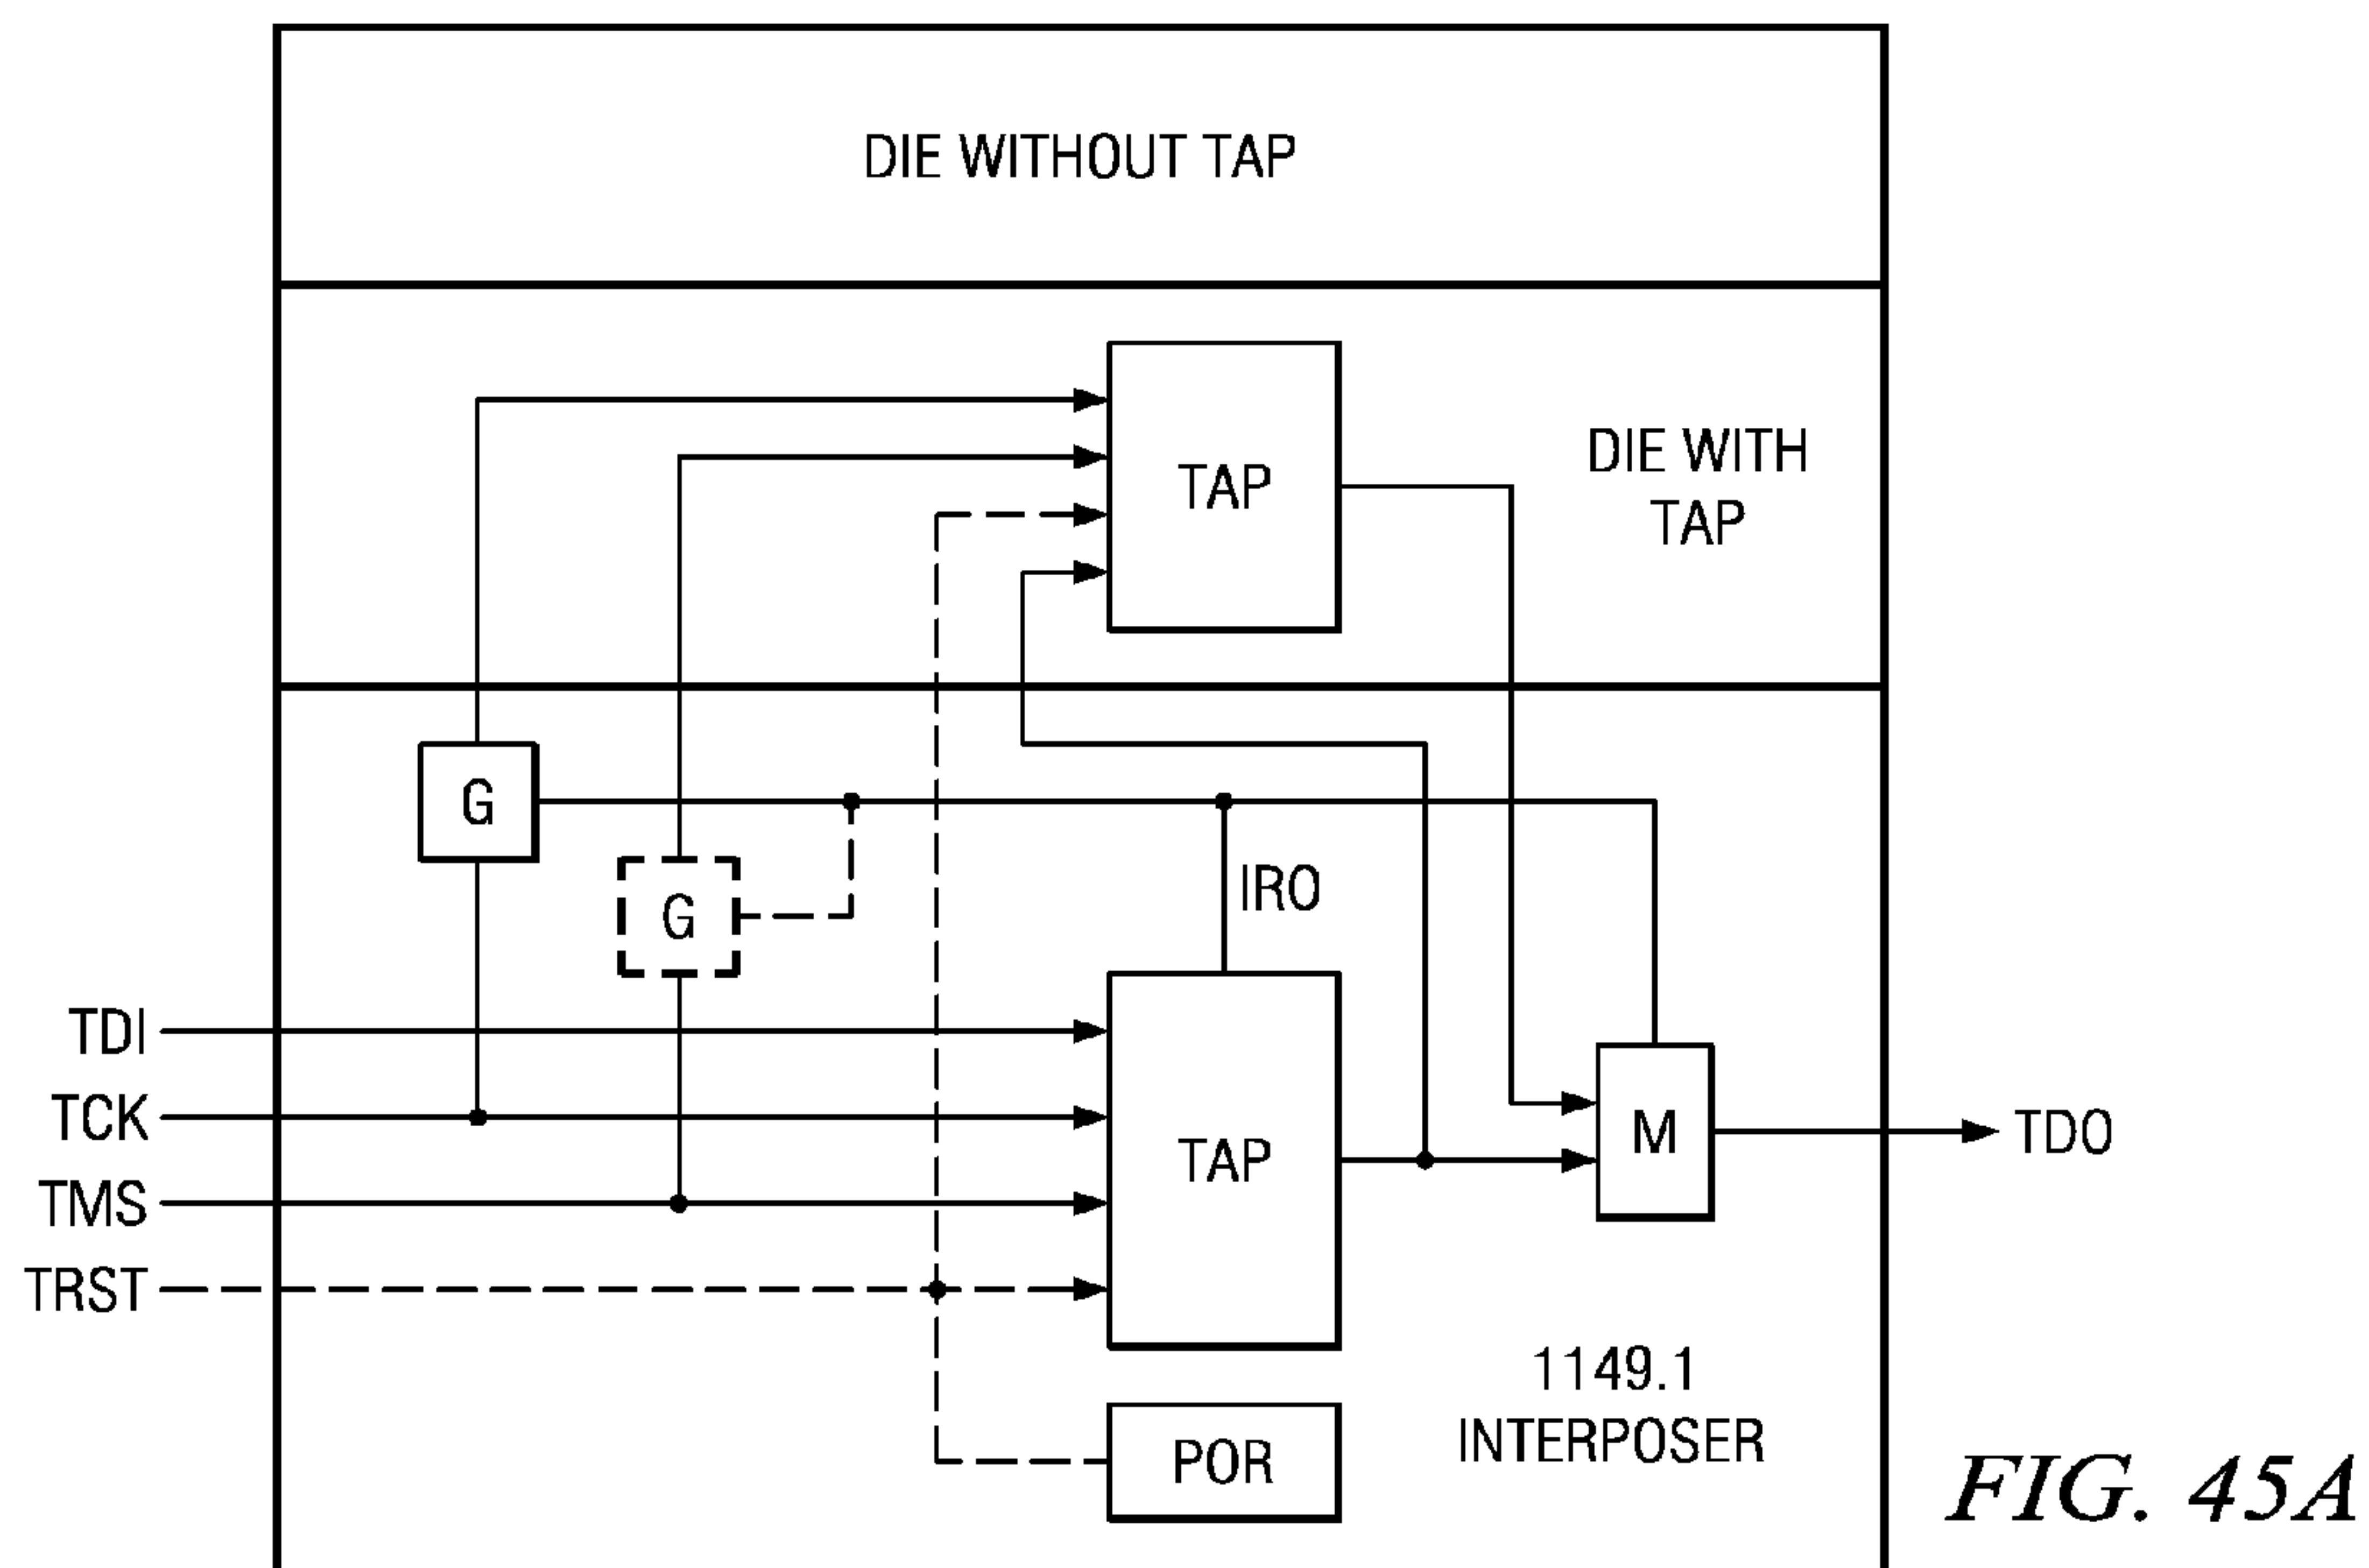 DIE WITHOUT TAP
TAP
DIE WITH
TAP
G
G
IRO
TDI
TCK
TMS
TRST
TAP
M
TDO
POR
1149.1
INTERPOSER
FIG. 45A